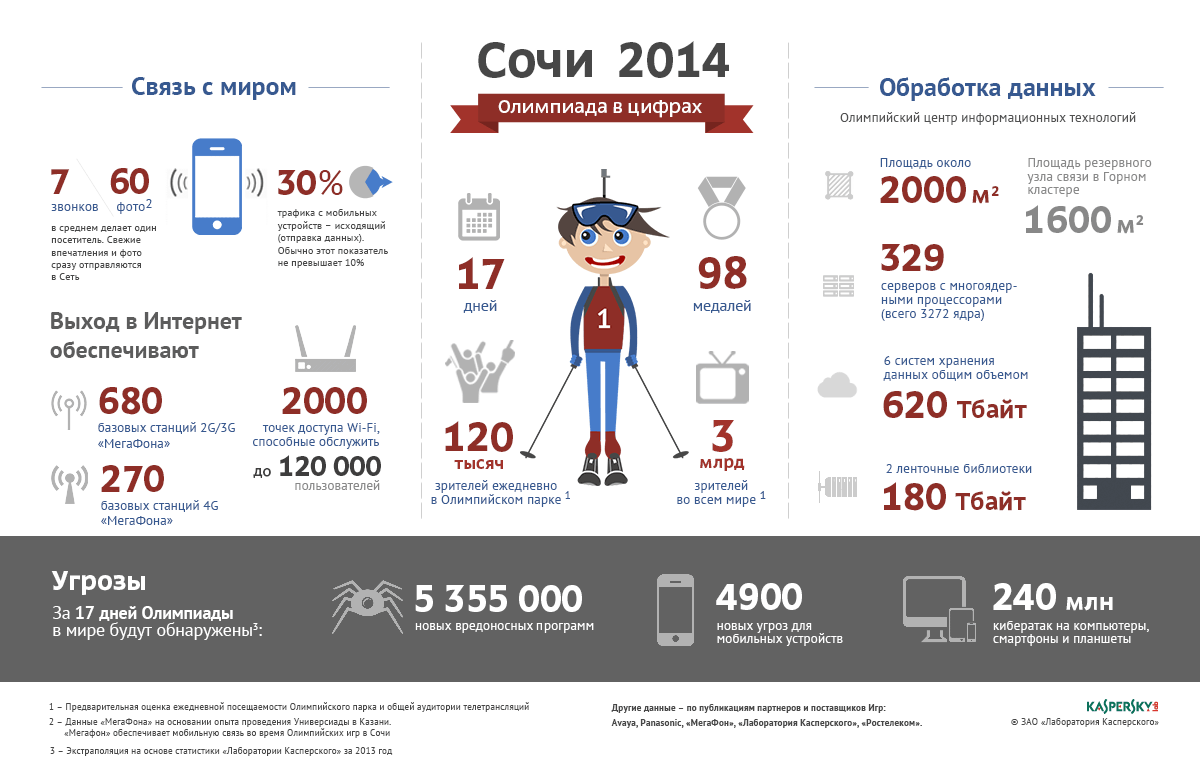 Сочи 2014
Олимпиада в цифрах
Связь с миром
7
звонков
60
фото2
в среднем делает один
посетитель. Свежие
впечатления и фото
сразу отправляются
в Сеть
30%
трафика с мобильных
устройств – исходящий
(отправка данных).
Обычно этот показатель
не превышает 10%
Выход в Интернет
обеспечивают
680
базовых станций 2G/3G
«МегаФона»
270
базовых станций 4G
«МегаФона»
2000
точек доступа Wi-Fi,
способные обслужить
до 120 000
пользователей
17
дней
98
медалей
1
120
тысяч
зрителей ежедневно
в Олимпийском парке 1
3
млрд
зрителей
во всем мире 1
Обработка данных
Олимпийский центр информационных технологий
Площадь около
2000 м2
Площадь резервного
узла связи в Горном
кластере
1600 м2
329
серверов с многоядер-
ными процессорами
(всего 3272 ядра)
6 систем хранения
данных общим объемом
620 Тбайт
2 ленточные библиотеки
180 Тбайт
Угрозы
За 17 дней Олимпиады
в мире будут обнаружены3:
5 355 000
новых вредоносных программ
4900
новых угроз для
мобильных устройств
240 млн
кибератак на компьютеры,
смартфоны и планшеты
1 – Предварительная оценка ежедневной посещаемости Олимпийского парка и общей аудитории телетрансляций
2 – Данные «МегаФона» на основании опыта проведения Универсиады в Казани.
«Мегафон» обеспечивает мобильную связь во время Олимпийских игр в Сочи
3 – Экстраполяция на основе статистики «Лаборатории Касперского» за 2013 год
Другие данные – по публикациям партнеров и поставщиков Игр:
Avaya, Panasonic, «МегаФон», «Лаборатория Касперского», «Ростелеком».
KASPERSKY
© ЗАО «Лаборатория Касперского»